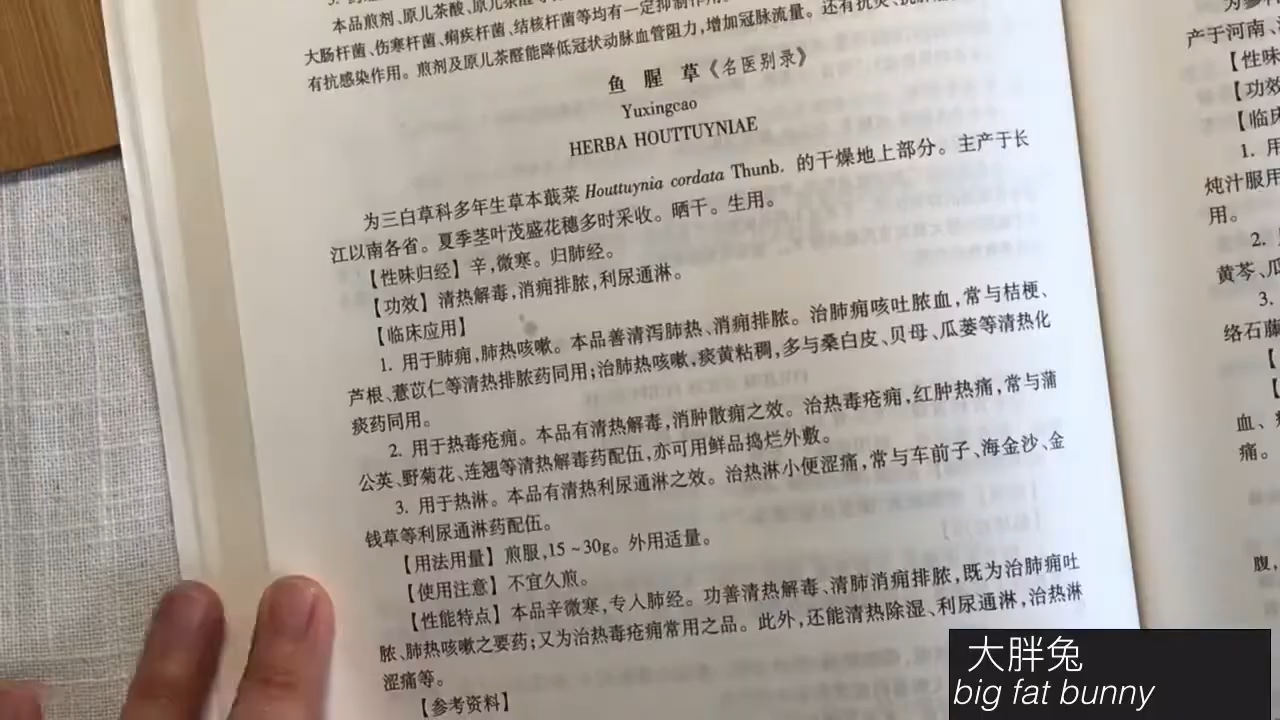 本品煎剂、原儿茶酸、原儿茶醛
大肠杆菌、伤寒杆菌、痢疾杆菌、结核杆菌等均有一定抑制作用。
有抗感染作用。煎剂及原儿茶醛能降低冠状动脉血管阻力,增加冠脉流量。还有抗炎、
鱼腥草《名医别录》
Yuxingcao
HERBA HOUTTUYNIAE
为三白草科多年生草本蕺菜 Houttuynia cordata Thunb. 的干燥地上部分。主产于长
江以南各省。夏季茎叶茂盛花穗多时采收。晒干。生用。
【性味归经】辛,微寒。归肺经。
【功效】清热解毒,消痈排脓,利尿通淋。
【临床应用】
1. 用于肺痈,肺热咳嗽。本品善清泻肺热、消痈排脓。治肺痈咳吐脓血,常与桔梗、
芦根、薏苡仁等清热排脓药同用;治肺热咳嗽,痰黄粘稠,多与桑白皮、贝母、瓜蒌等清热化
痰药同用。
2. 用于热毒疮痈。本品有清热解毒,消肿散痈之效。治热毒疮痈,红肿热痛,常与蒲
公英、野菊花、连翘等清热解毒药配伍,亦可用鲜品捣烂外敷。
3. 用于热淋。本品有清热利尿通淋之效。治热淋小便涩痛,常与车前子、海金沙、金
钱草等利尿通淋药配伍。
【用法用量】煎服,15~30g。外用适量。
【使用注意】不宜久煎。
【性能特点】本品辛微寒,专入肺经。功善清热解毒、清肺消痈排脓,既为治肺痈吐
脓、肺热咳嗽之要药;又为治热毒疮痈常用之品。此外,还能清热除湿、利尿通淋,治热淋
涩痛等。
【参考资料】
产于河南、
【性味
【功效
【临床
1. 用
炖汁服用
用。
2.
黄芩、瓜
3.
络石藤
【
【
血、
痛。
腹,
大胖兔
big fat bunny